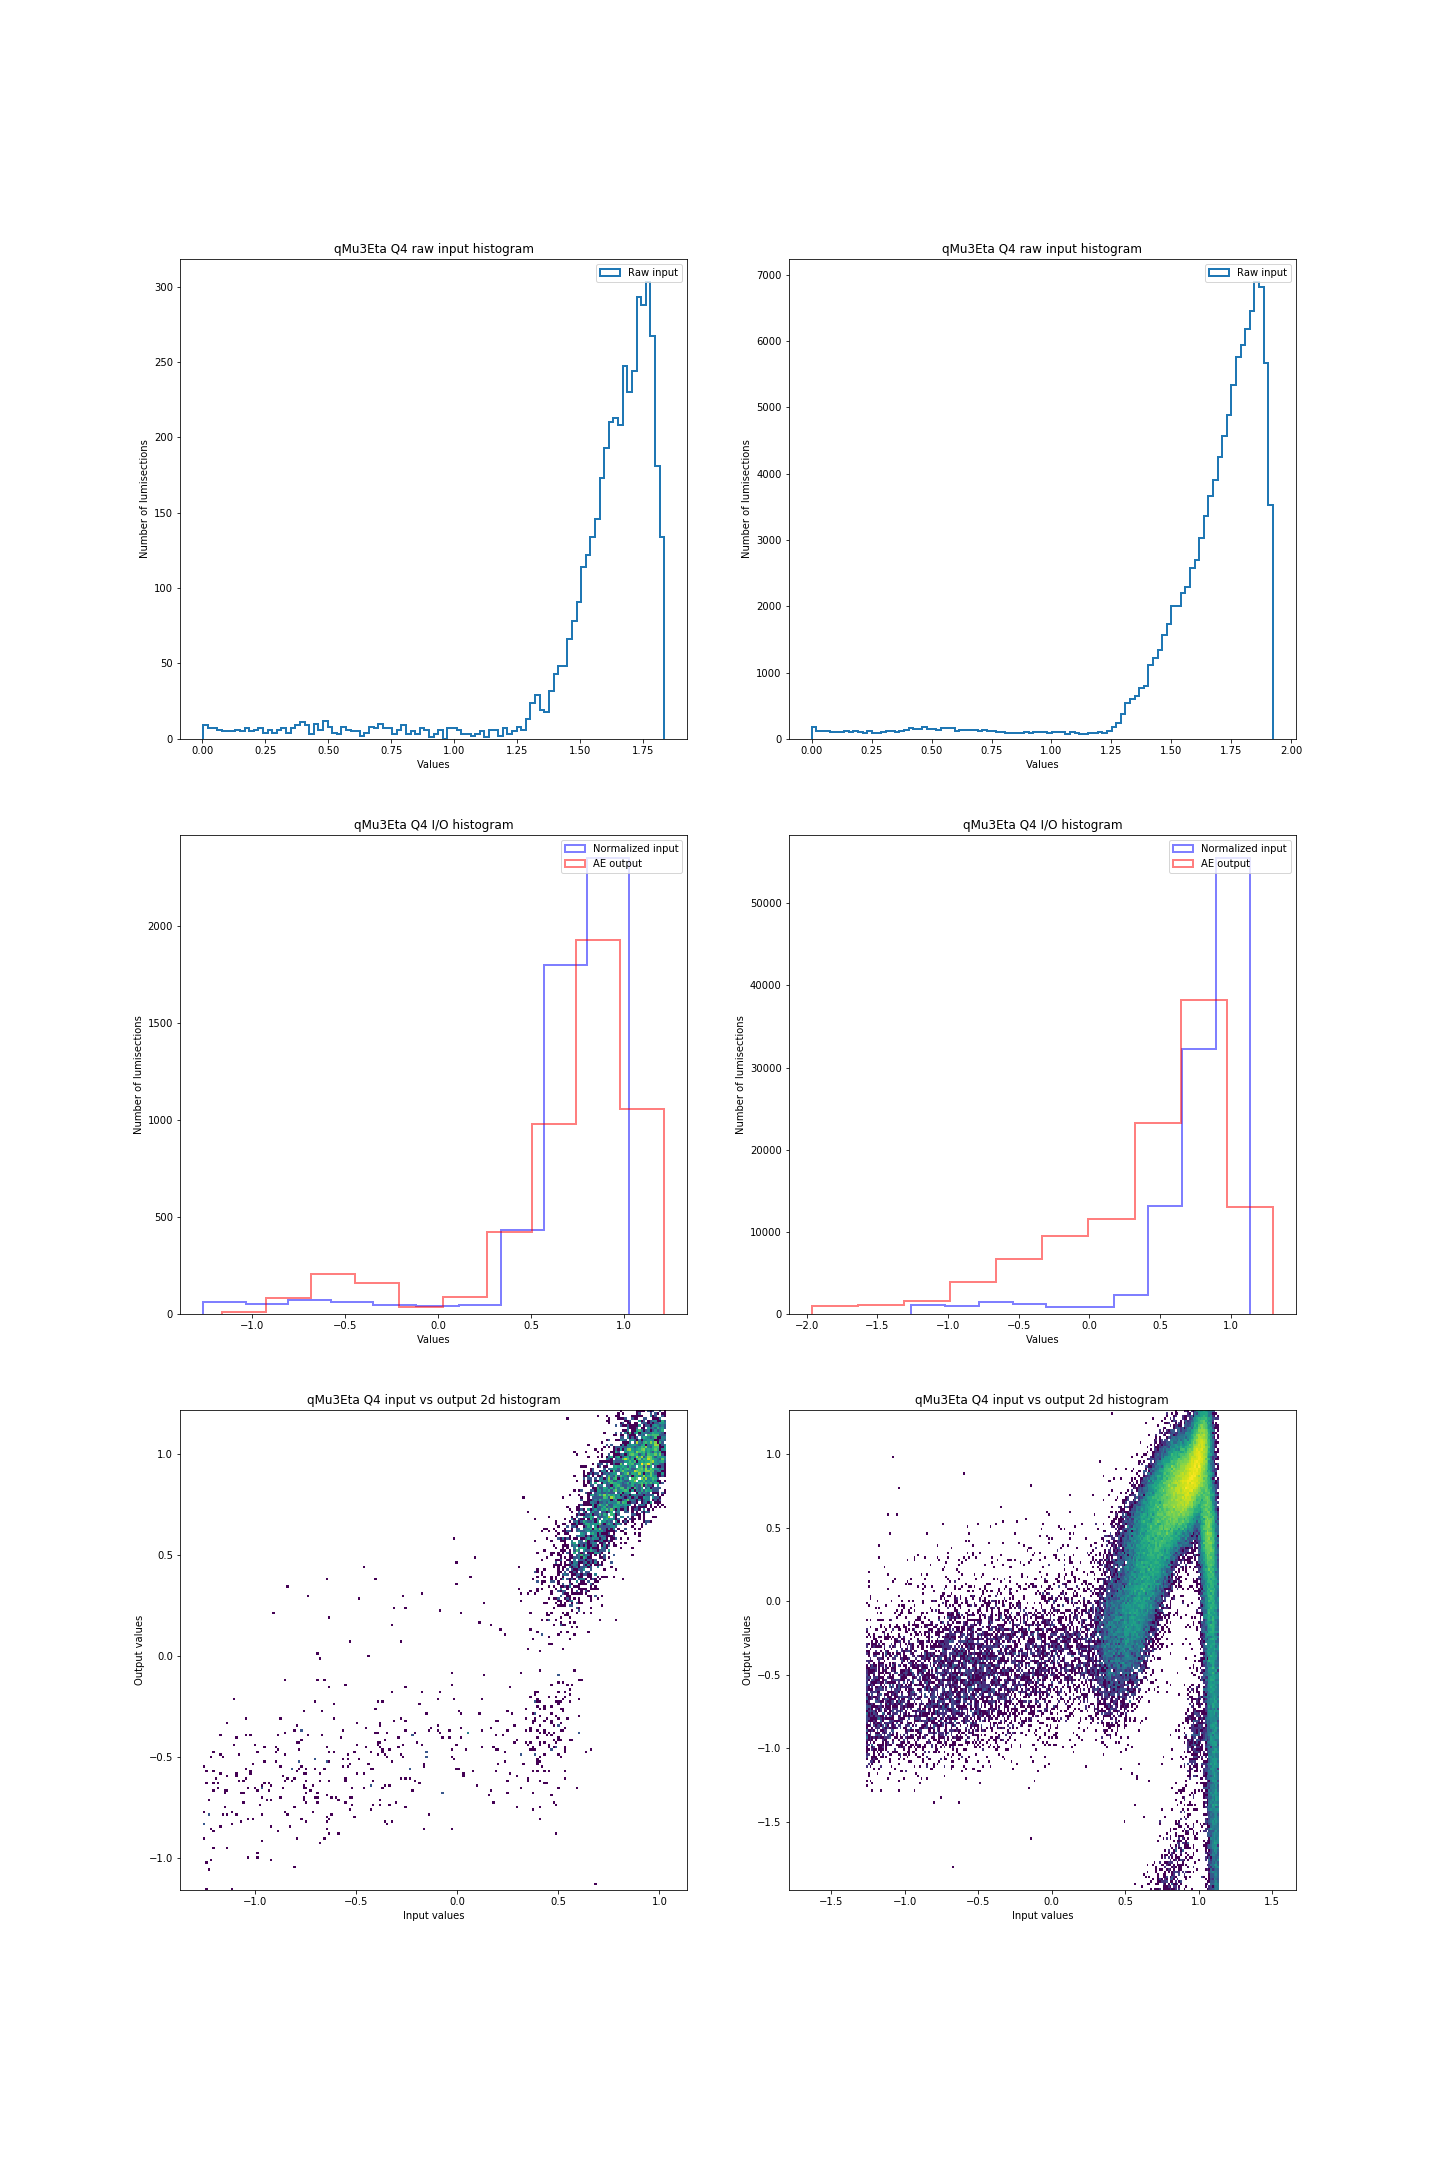 qMu3Eta Q4 raw input histogram
Raw input
Number of lumisections
300
250
200
150
100
50
0
0.00 0.25 0.50 0.75 1.00 1.25 1.50 1.75
Values
qMu3Eta Q4 raw input histogram
Raw input
Number of lumisections
7000
6000
5000
4000
3000
2000
1000
0
0.00 0.25 0.50 0.75 1.00 1.25 1.50 1.75 2.00
Values
qMu3Eta Q4 I/O histogram
Normalized input
AE output
Number of lumisections
2000
1500
1000
500
0
−1.0 −0.5 0.0 0.5 1.0
Values
qMu3Eta Q4 I/O histogram
Normalized input
AE output
Number of lumisections
50000
40000
30000
20000
10000
0
−2.0 −1.5 −1.0 −0.5 0.0 0.5 1.0
Values
qMu3Eta Q4 input vs output 2d histogram
Output values
1.0
0.5
0.0
−0.5
−1.0
−1.0 −0.5 0.0 0.5 1.0
Input values
qMu3Eta Q4 input vs output 2d histogram
Output values
1.0
0.5
0.0
−0.5
−1.0
−1.5
−1.5 −1.0 −0.5 0.0 0.5 1.0 1.5
Input values